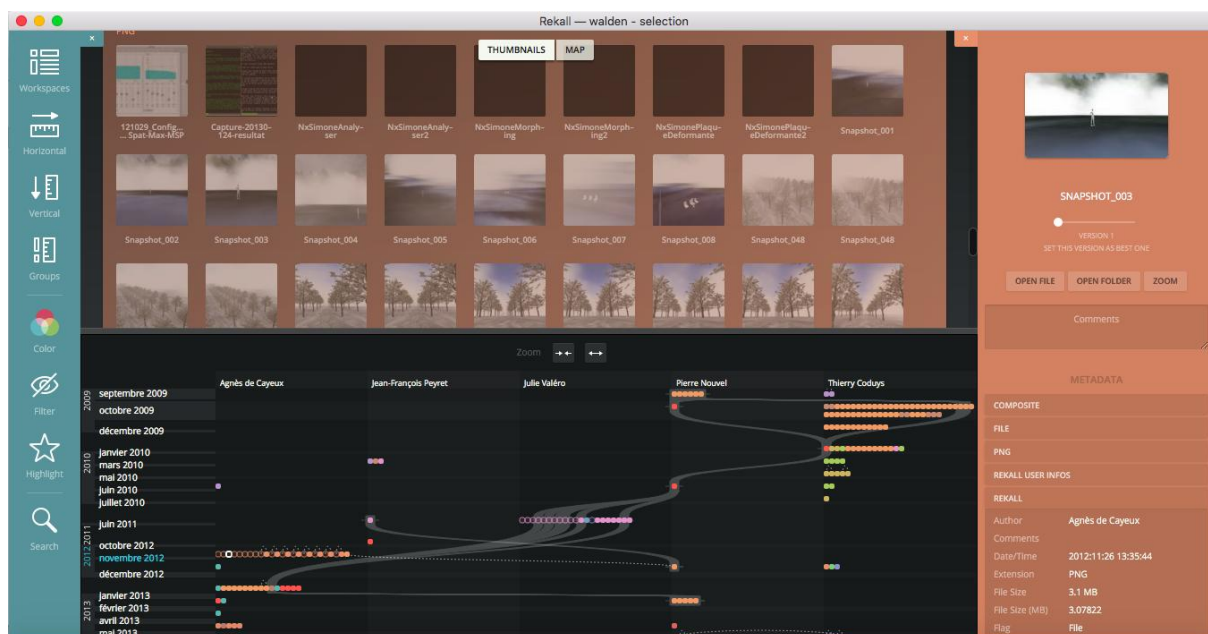 Rekall — walden - selection
Workspaces
Horizontal
Vertical
Groups
Color
Filter
Highlight
Search
PNG
THUMBNAILS MAP
121029_Config... NxSimoneAnaly- NxSimoneAnaly- NxSimoneMorph- NxSimoneMorph- NxSimonePlaqu- NxSimonePlaqu- Snapshot_001
... Spat-Max-MSP 124-resultat ser ser2 ing ing2 eDeformante eDeformante2
Capture-20130-
Snapshot_002 Snapshot_003 Snapshot_004 Snapshot_005 Snapshot_006 Snapshot_007 Snapshot_008 Snapshot_048 Snapshot_048
Zoom
Agnès de Cayeux Jean-François Peyret Julie Valéro Pierre Nouvel Thierry Coduys
2009
septembre 2009
octobre 2009
décembre 2009
2010
janvier 2010
mars 2010
mai 2010
juin 2010
juillet 2010
2011
juin 2011
2012
octobre 2012
novembre 2012
décembre 2012
2013
janvier 2013
février 2013
avril 2013
mai 2013
SNAPSHOT_003
VERSION 1
SET THIS VERSION AS BEST ONE
OPEN FILE OPEN FOLDER ZOOM
Comments
METADATA
COMPOSITE
FILE
PNG
REKALL USER INFOS
REKALL
Author Agnès de Cayeux
Comments
Date/Time 2012:11:26 13:35:44
Extension PNG
File Size 3.1 MB
File Size (MB) 3.07822
Flag File